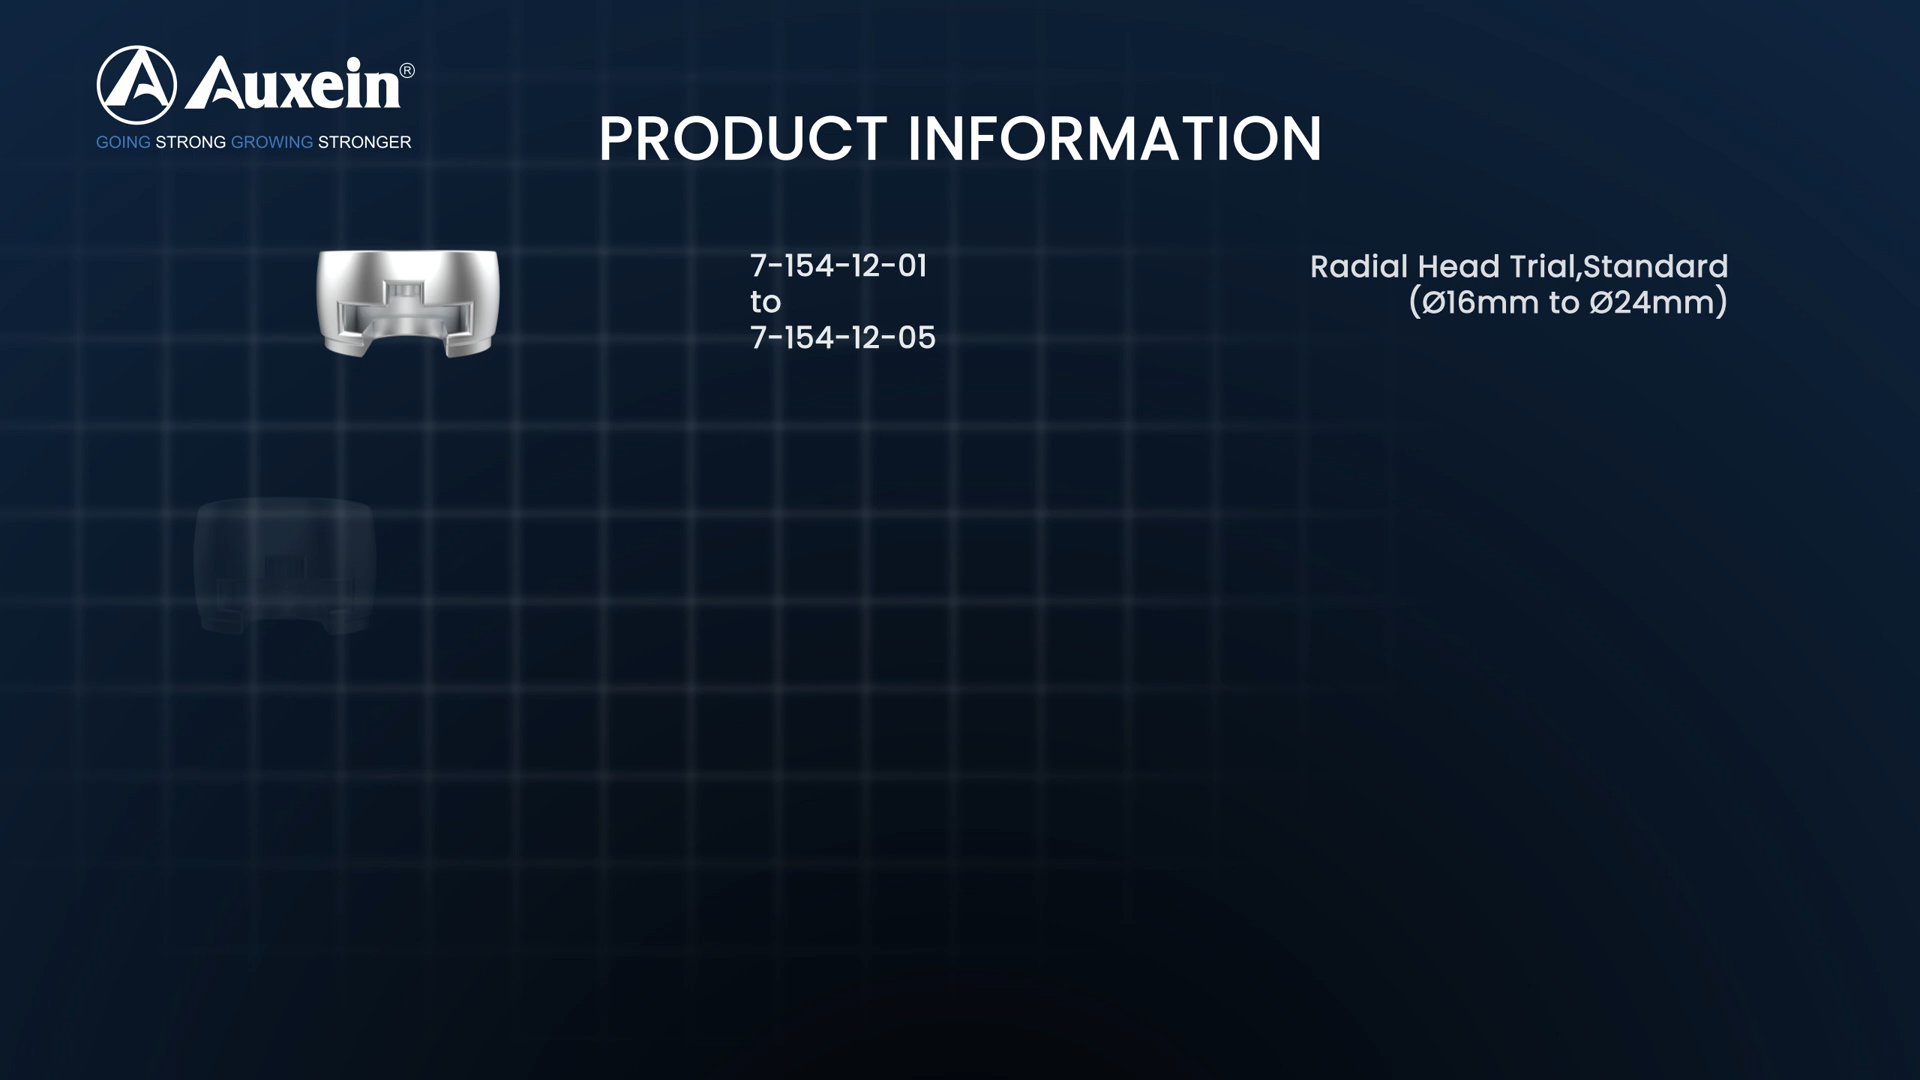 Auxein®
GOING STRONG GROWING STRONGER
PRODUCT INFORMATION
7-154-12-01
to
7-154-12-05
Radial Head Trial,Standard
(Ø16mm to Ø24mm)